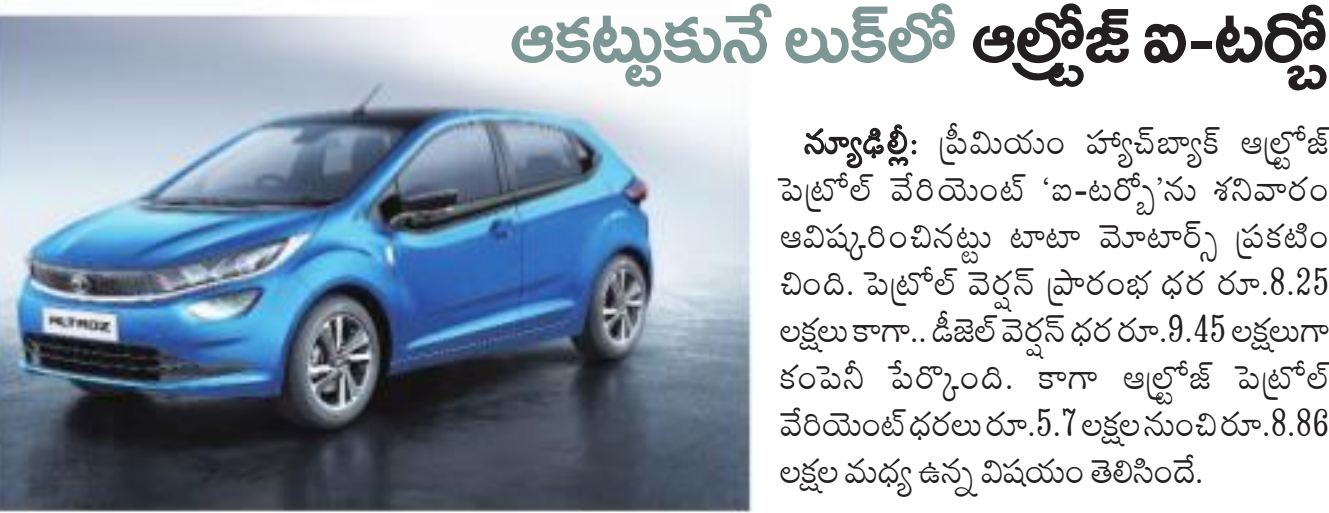 ఆకట్టుకునే లుక్‌లో ఆల్ట్రోజ్ ఐ-టర్బో
న్యూఢిల్లీ: ప్రీమియం హ్యాచ్‌బ్యాక్ ఆల్ట్రోజ్
పెట్రోల్ వేరియెంట్ ‘ఐ-టర్బో’ను శనివారం
ఆవిష్కరించినట్టు టాటా మోటార్స్ ప్రకటిం
చింది. పెట్రోల్ వెర్షన్ ప్రారంభ ధర రూ.8.25
లక్షలు కాగా.. డీజెల్ వెర్షన్ ధర రూ.9.45 లక్షలుగా
కంపెనీ పేర్కొంది. కాగా ఆల్ట్రోజ్ పెట్రోల్
వేరియెంట్ ధరలు రూ.5.7 లక్షల నుంచి రూ.8.86
లక్షల మధ్య ఉన్న విషయం తెలిసిందే.
ALTROZ